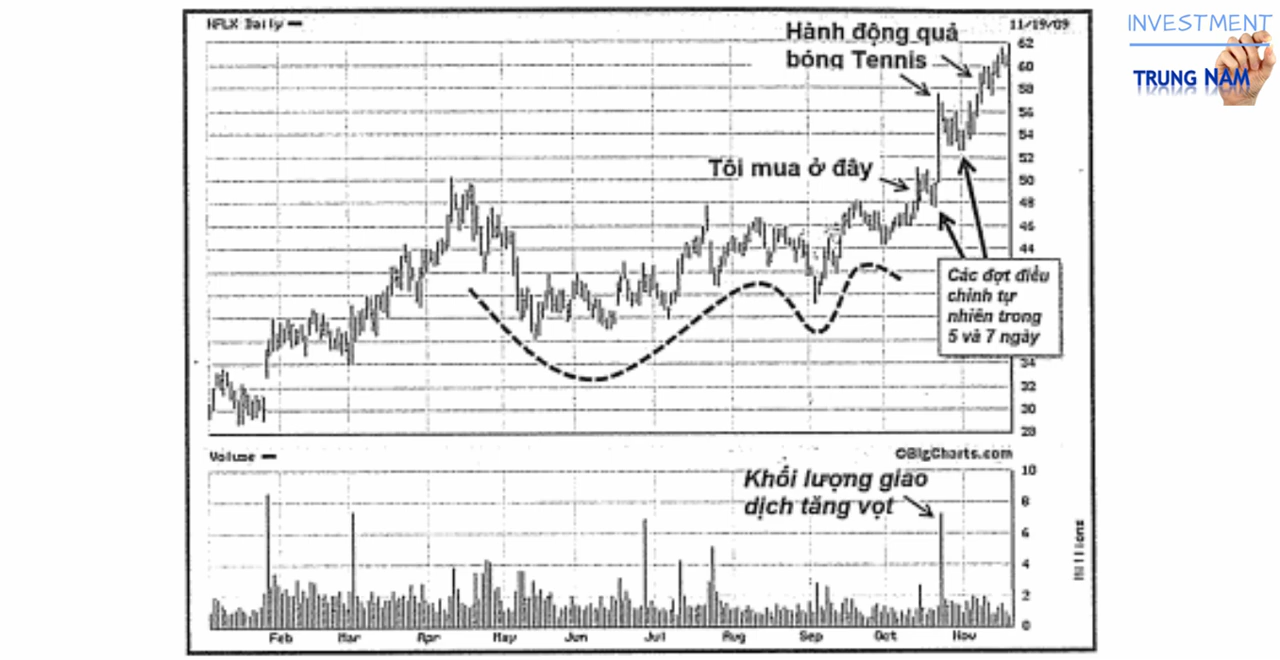 NFLX Daily
11/19/09
INVESTMENT
TRUNG NAM
Hành động quả
bóng Tennis
Tôi mua ở đây
62
60
58
56
54
52
50
48
46
44
Các đợt điều
chỉnh tự
nhiên trong
5 và 7 ngày
34
32
30
28
Volume
©BigCharts.com
Khối lượng giao
dịch tăng vọt
10
8
6
4
2
0
Millions
Feb Mar Apr May Jun Jul Aug Sep Oct Nov